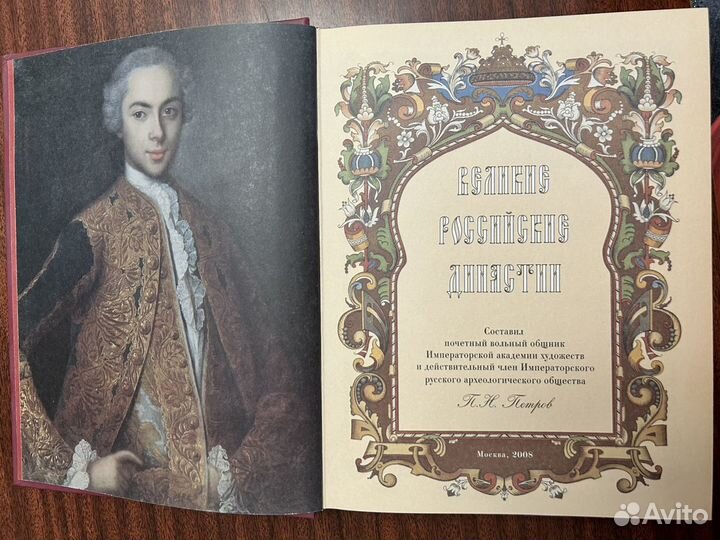 ВЕЛИКИЕ
РОССИЙСКИЕ
ДИНАСТИИ
Составил
почетный вольный общник
Императорской академии художеств
и действительный член Императорского
русского археологического общества
П.Н. Петров
Москва, 2008
Avito